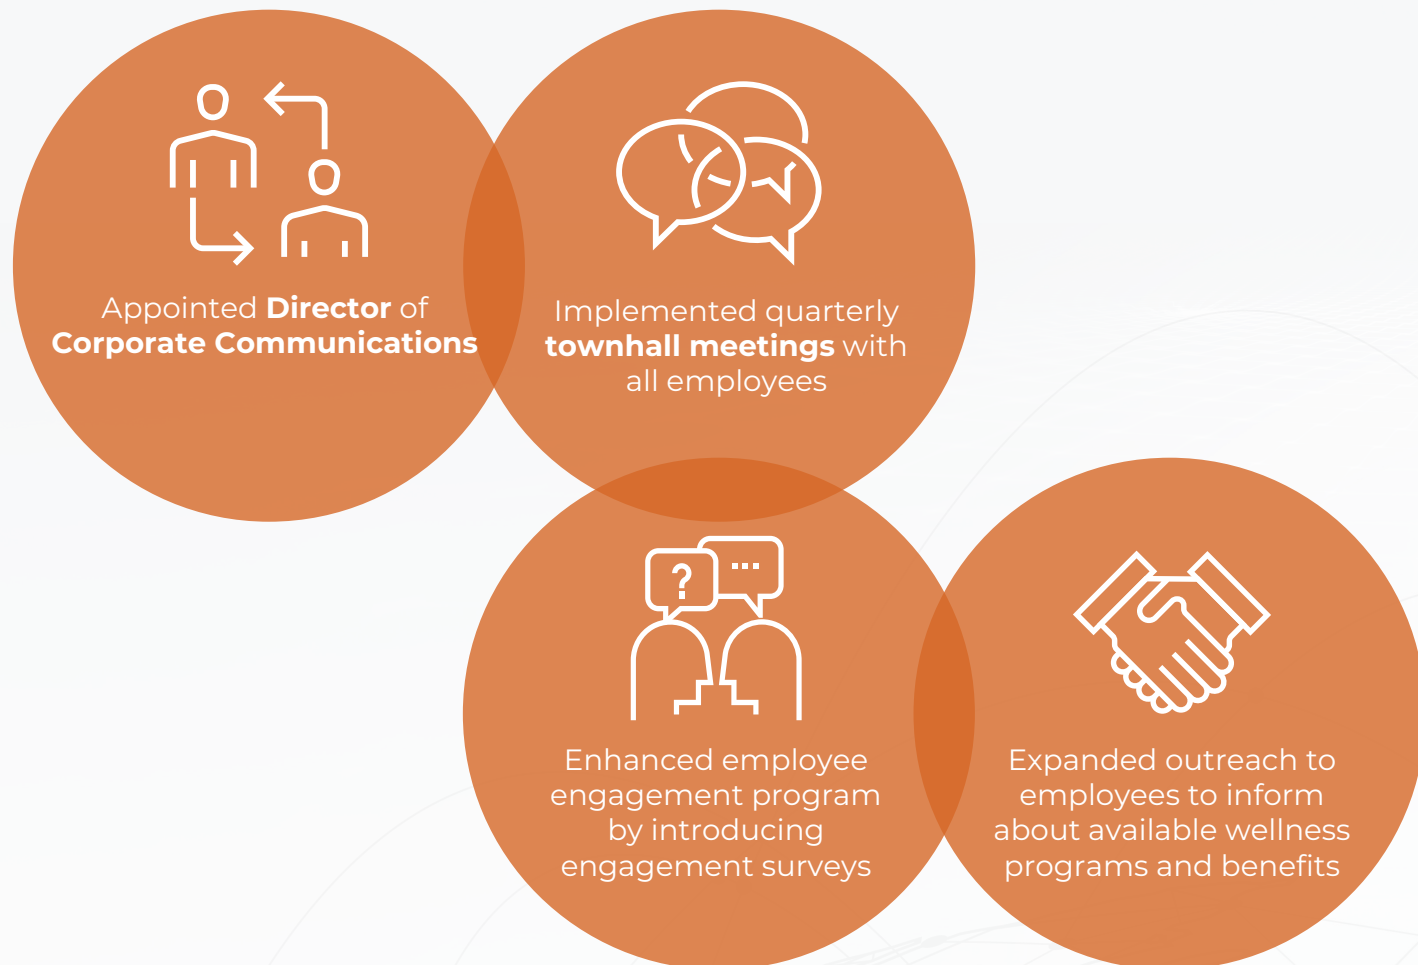 Appointed Director of
Corporate Communications
Implemented quarterly
townhall meetings with
all employees
?
...
Enhanced employee
engagement program
by introducing
engagement surveys
Expanded outreach to
employees to inform
about available wellness
programs and benefits